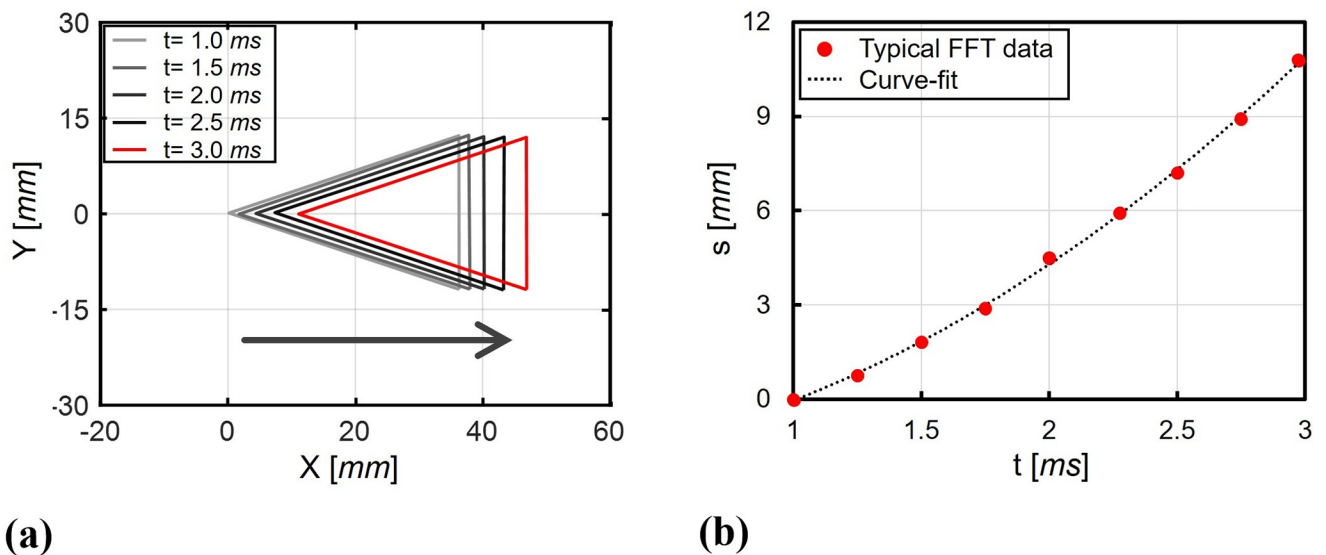 30
15
0
-15
-30
-20
0
20
40
60
Y [mm]
X [mm]
t= 1.0 ms
t= 1.5 ms
t= 2.0 ms
t= 2.5 ms
t= 3.0 ms
(a)
12
9
6
3
0
1
1.5
2
2.5
3
s [mm]
t [ms]
Typical FFT data
Curve-fit
(b)